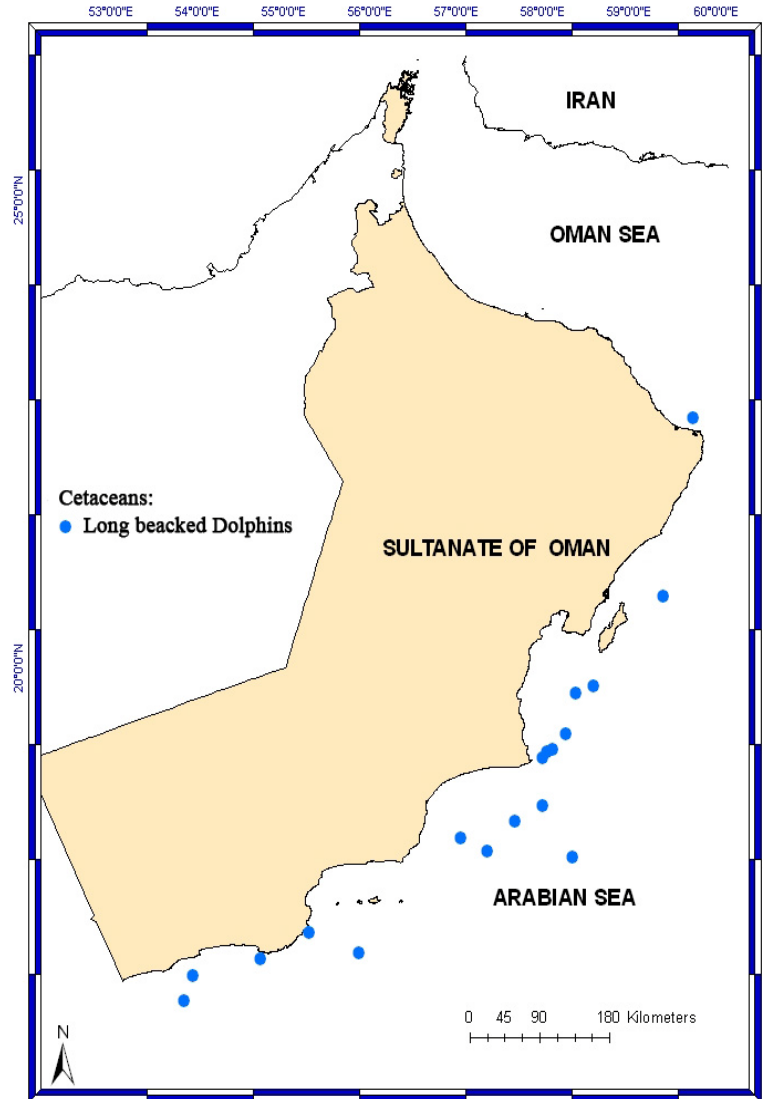 53°0'0"E 54°0'0"E 55°0'0"E 56°0'0"E 57°0'0"E 58°0'0"E 59°0'0"E 60°0'0"E
IRAN
25°0'0"N
OMAN SEA
Cetaceans:
Long beacked Dolphins
SULTANATE OF OMAN
20°0'0"N
ARABIAN SEA
N
0 45 90 180 Kilometers